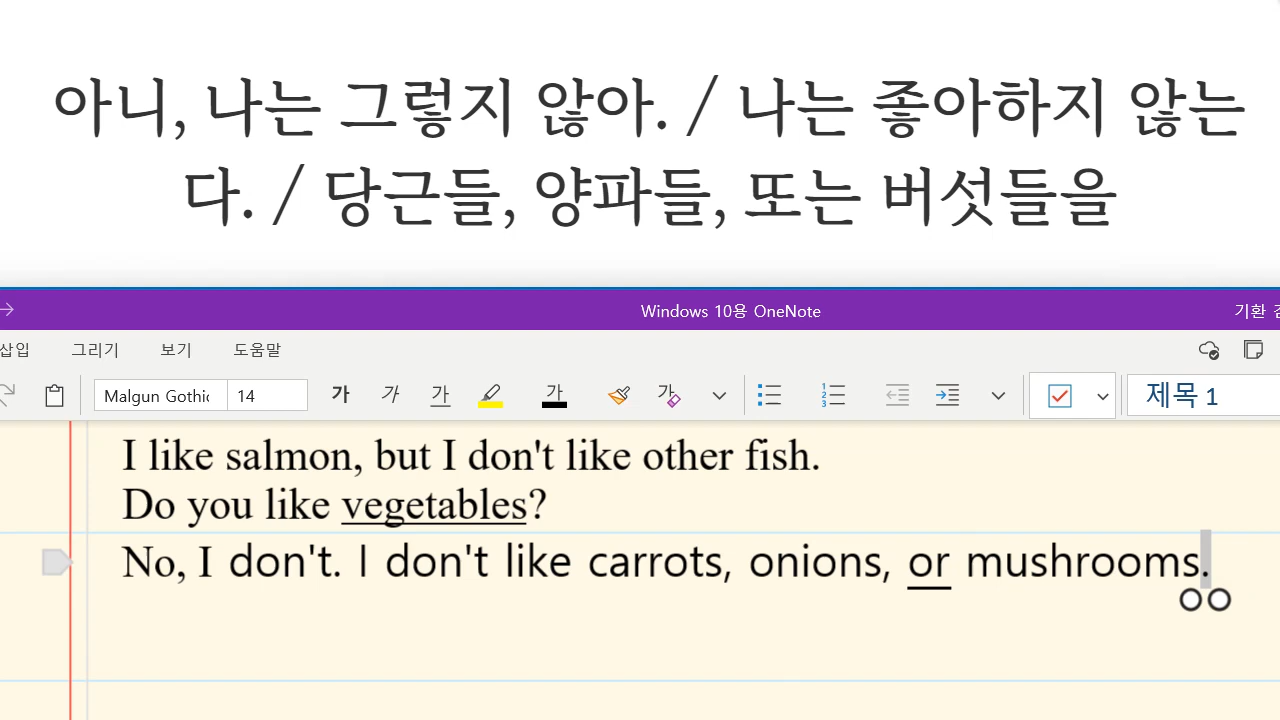 아니, 나는 그렇지 않아. / 나는 좋아하지 않는
다. / 당근들, 양파들, 또는 버섯들을
Windows 10용 OneNote
기환
삽입 그리기 보기 도움말
Malgun Gothic 14 가 가 가 가 가 제목 1
I like salmon, but I don't like other fish.
Do you like vegetables?
No, I don't. I don't like carrots, onions, or mushrooms.